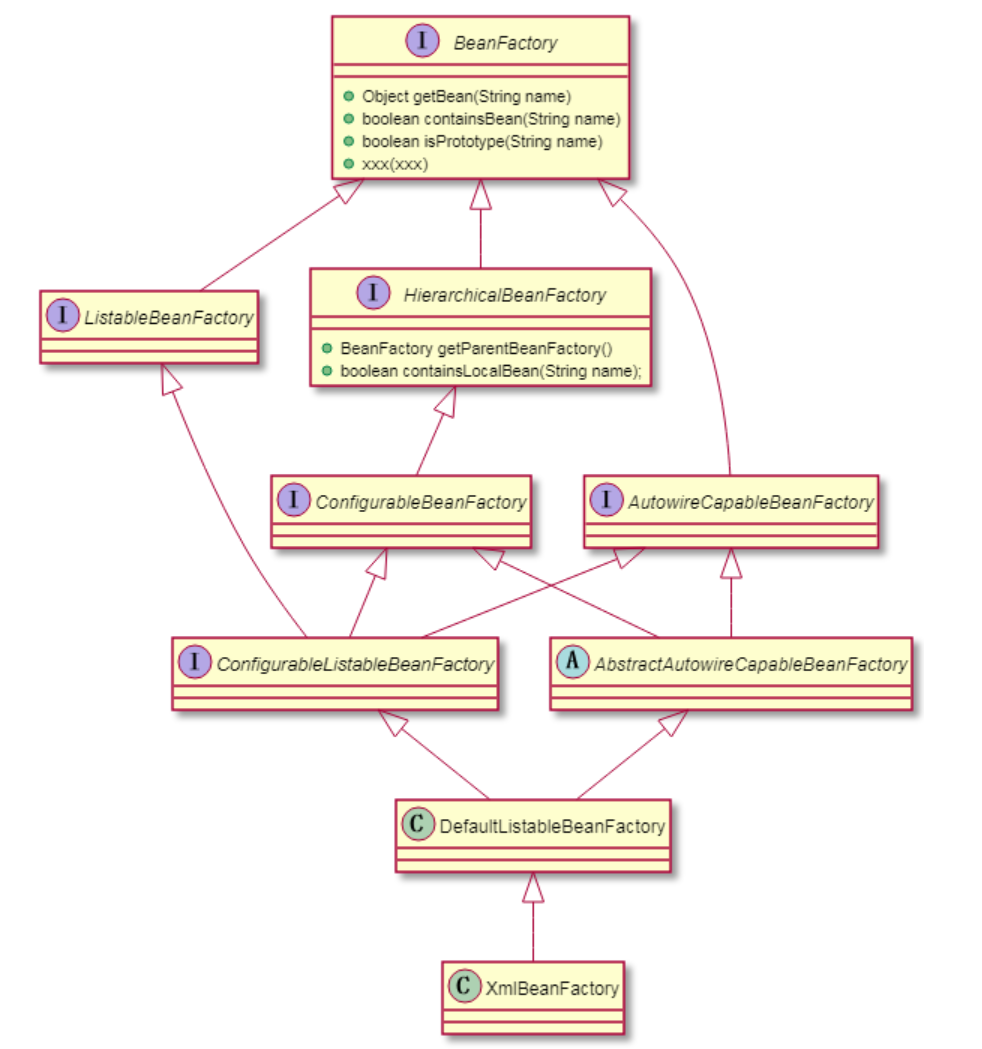 I BeanFactory
Object getBean(String name)
boolean containsBean(String name)
boolean isPrototype(String name)
xxx(xxx)
I ListableBeanFactory
I HierarchicalBeanFactory
BeanFactory getParentBeanFactory()
boolean containsLocalBean(String name);
I ConfigurableBeanFactory
I AutowireCapableBeanFactory
I ConfigurableListableBeanFactory
A AbstractAutowireCapableBeanFactory
C DefaultListableBeanFactory
C XmlBeanFactory